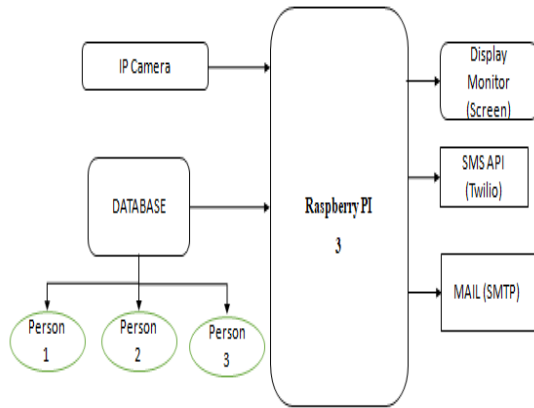 IP Camera
DATABASE
Person
1
Person
2
Person
3
Raspberry PI
3
Display
Monitor
(Screen)
SMS API
(Twilio)
MAIL (SMTP)